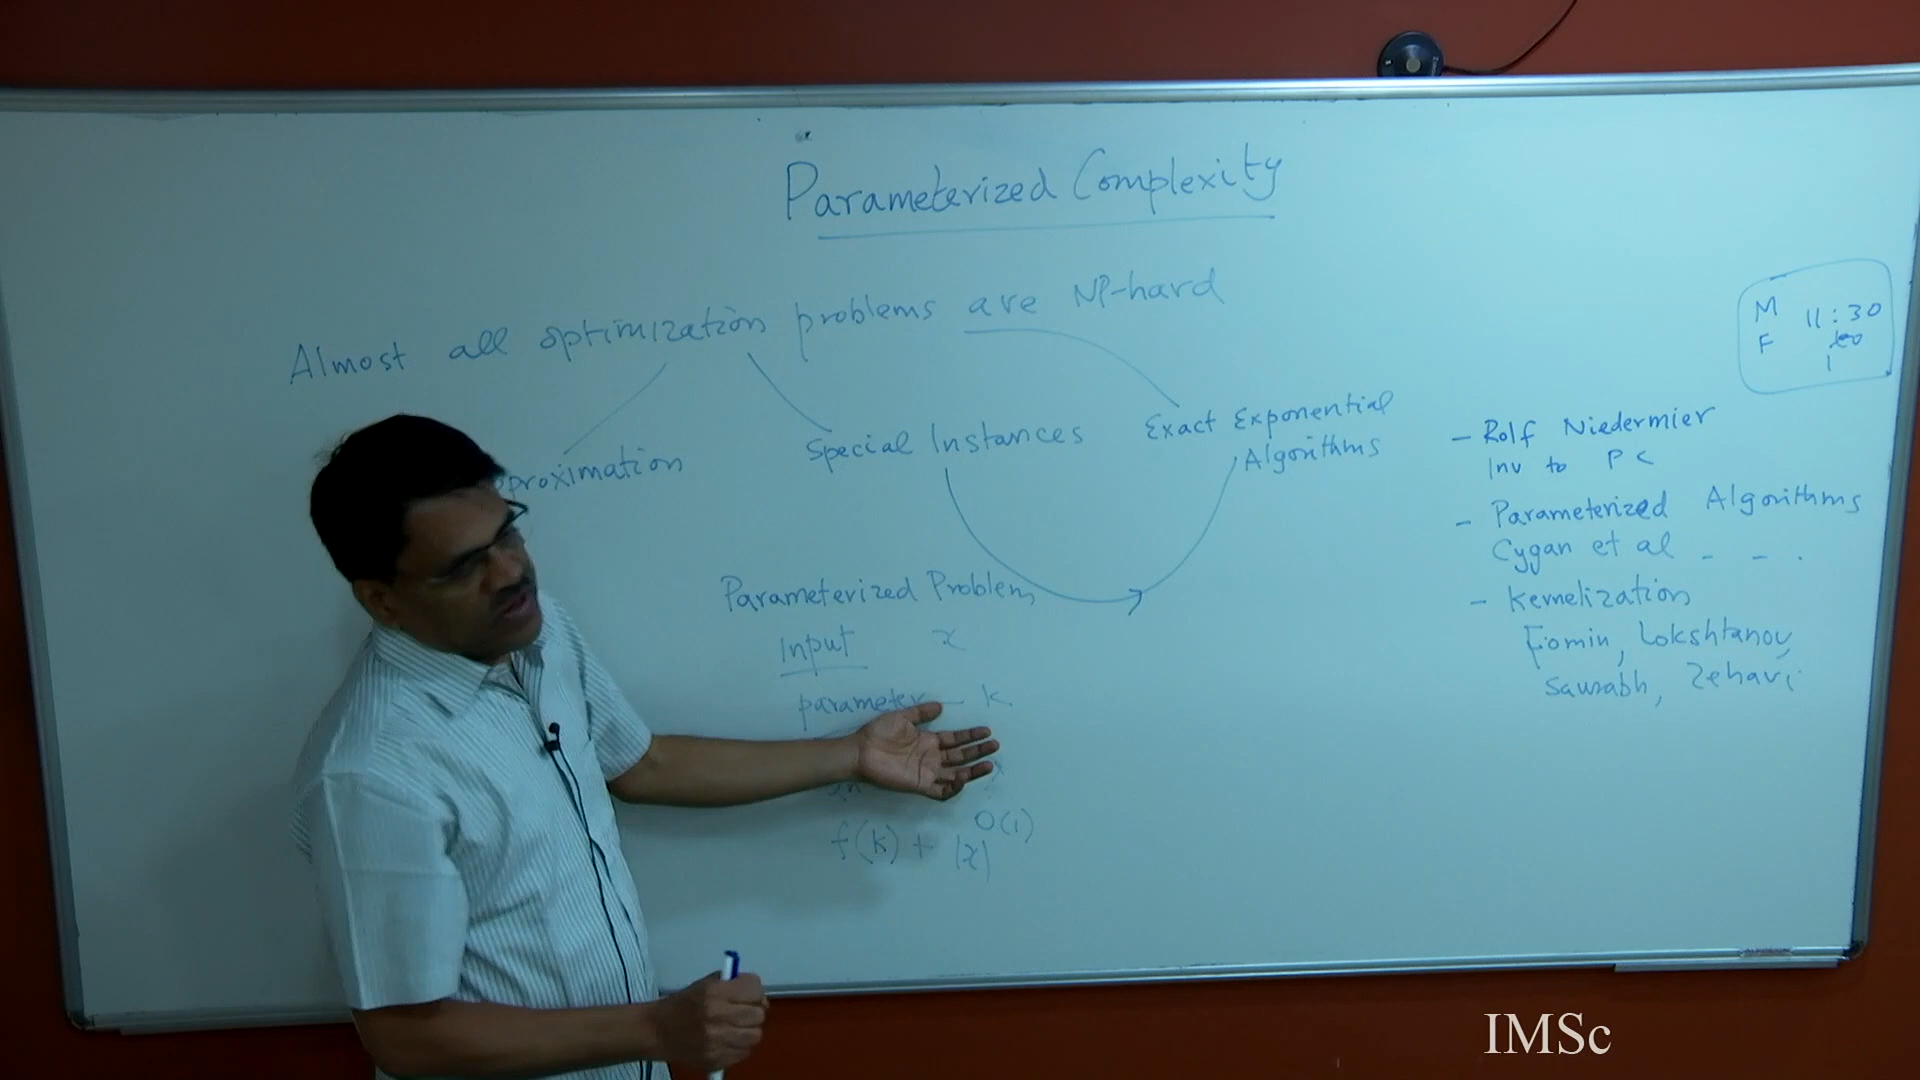 Parameterized Complexity
Almost all optimization problems are NP-hard
proximation
Special Instances
Exact Exponential
Algorithms
Parameterized Problem
Input x
parameter — k
f(k) + |x|^O(1)
M 11:30
F
1
- Rolf Niedermier
Inv to PC
- Parameterized Algorithms
Cygan et al - - .
- Kernelization
Fomin, Lokshtanov,
Saurabh, Zehavi
IMSc